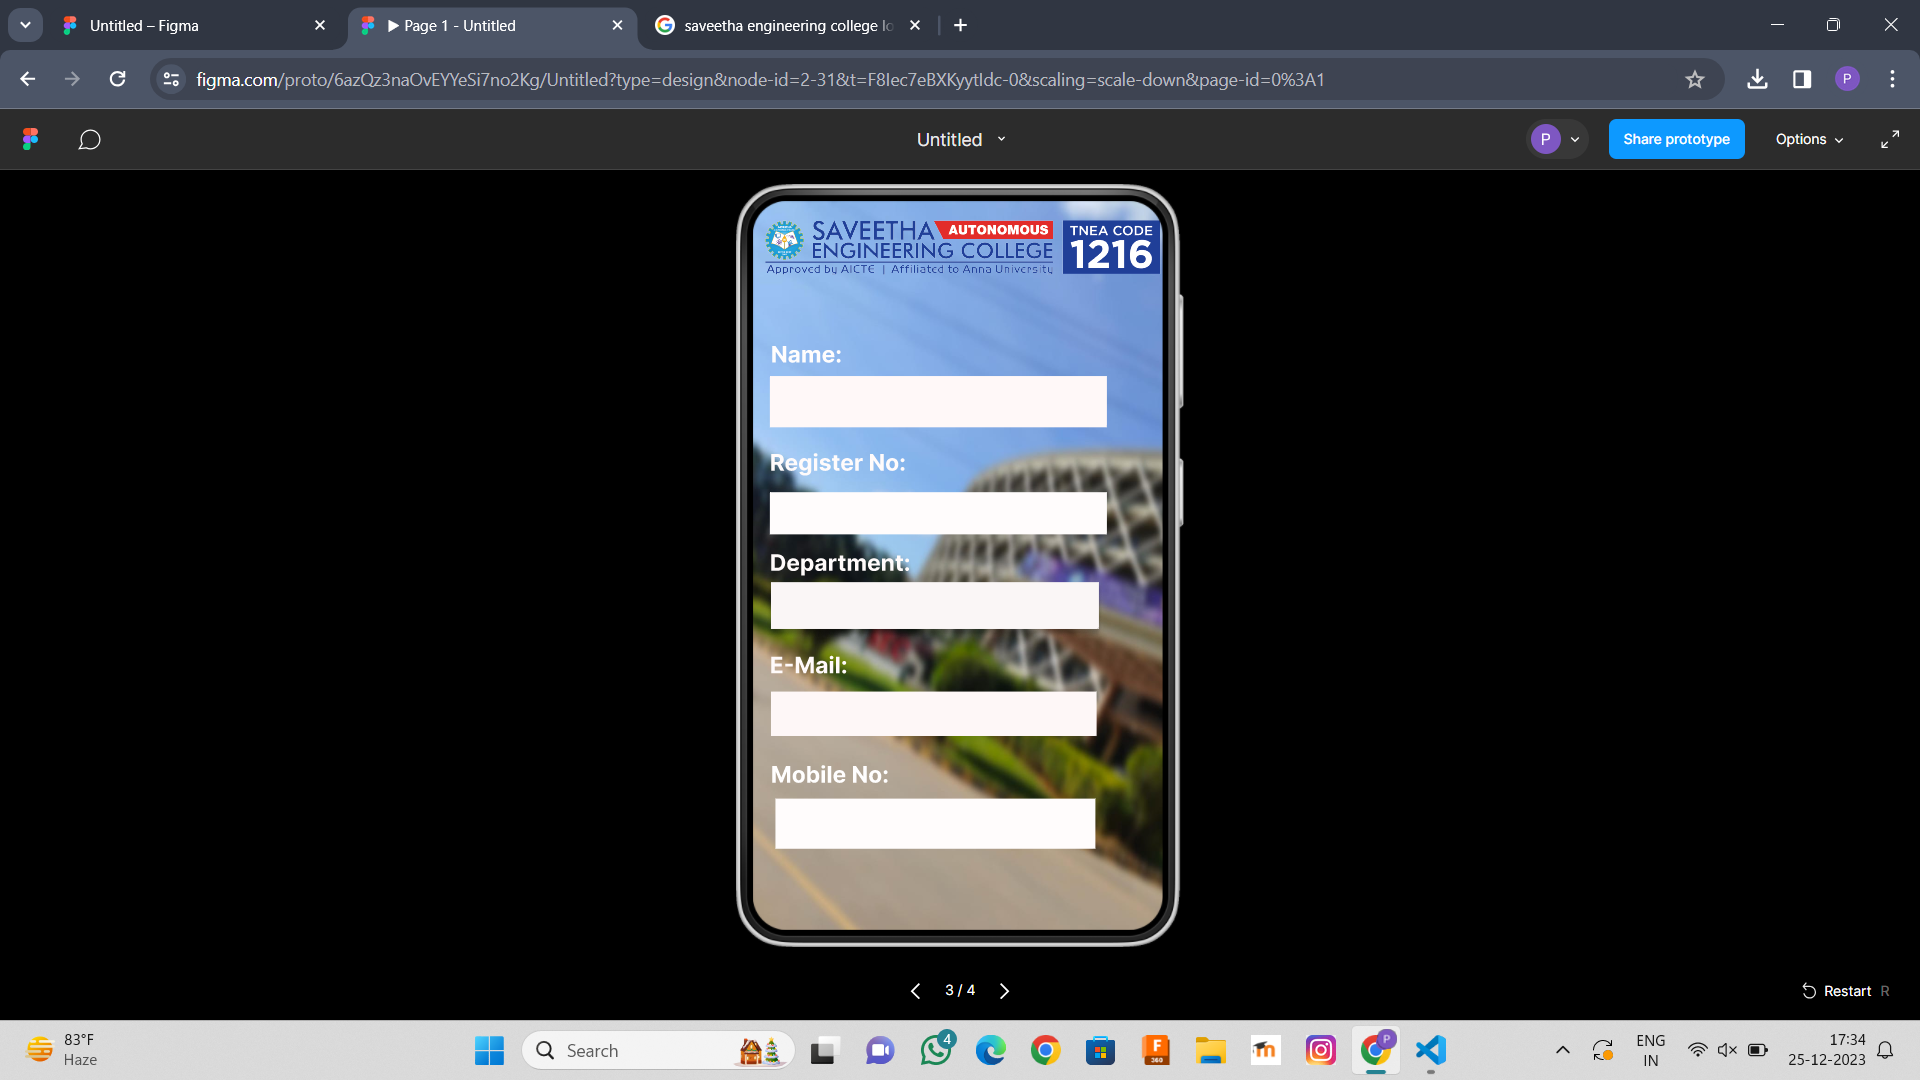 Untitled – Figma
Page 1 - Untitled
saveetha engineering college lo
figma.com/proto/6azQz3naOvEYYeSi7no2Kg/Untitled?type=design&node-id=2-31&t=F8Iec7eBXKyytIdc-0&scaling=scale-down&page-id=0%3A1
P
Untitled
P
Share prototype
Options
SAVEETHA AUTONOMOUS
ENGINEERING COLLEGE
Approved by AICTE | Affiliated to Anna University
TNEA CODE
1216
Name:
Register No:
Department:
E-Mail:
Mobile No:
3 / 4
Restart R
83°F
Haze
Search
4
F
360
m
P
ENG
IN
17:34
25-12-2023